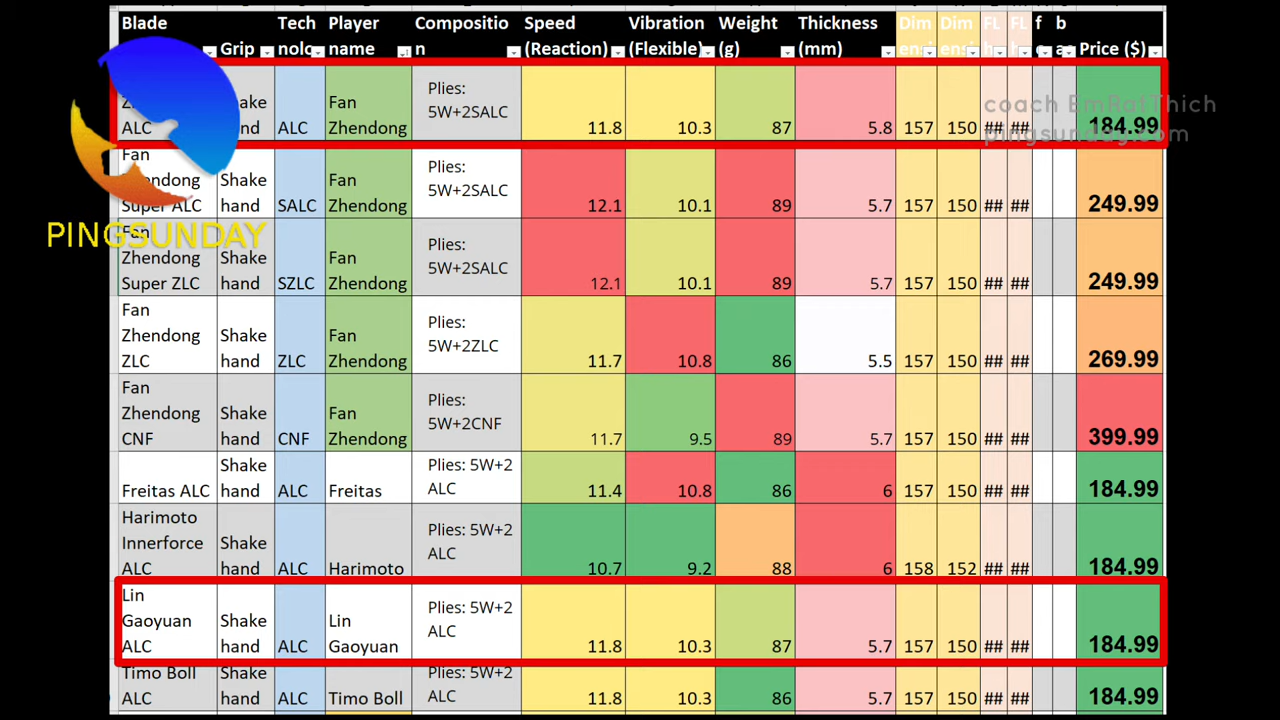 Blade Tech Player Compositio Speed Vibration Weight Thickness Dim Dim FL FL f b
Grip nolo name n (Reaction) (Flexible) (g) (mm) Price ($)
Shake Fan Plies:
ALC ALC Zhendong 5W+2SALC 11.8 10.3 87 5.8 157 150 ## ## 184.99
coach EmRatThich
pingsunday.com
PINGSUNDAY
Fan
Zhendong Shake Fan Plies:
Super ALC hand SALC Zhendong 5W+2SALC 12.1 10.1 89 5.7 157 150 ## ## 249.99
Fan
Zhendong Shake Fan Plies:
Super ZLC hand SZLC Zhendong 5W+2SALC 12.1 10.1 89 5.7 157 150 ## ## 249.99
Fan
Zhendong Shake Fan Plies:
ZLC hand ZLC Zhendong 5W+2ZLC 11.7 10.8 86 5.5 157 150 ## ## 269.99
Fan
Zhendong Shake Fan Plies:
CNF hand CNF Zhendong 5W+2CNF 11.7 9.5 89 5.7 157 150 ## ## 399.99
Shake Plies: 5W+2
Freitas ALC hand ALC Freitas ALC 11.4 10.8 86 6 157 150 ## ## 184.99
Harimoto
Innerforce Shake Plies: 5W+2
ALC hand ALC Harimoto ALC 10.7 9.2 88 6 158 152 ## ## 184.99
Lin
Gaoyuan Shake Lin Plies: 5W+2
ALC hand ALC Gaoyuan ALC 11.8 10.3 87 5.7 157 150 ## ## 184.99
Timo Boll Shake Plies: 5W+2
ALC hand ALC Timo Boll ALC 11.8 10.3 86 5.7 157 150 ## ## 184.99